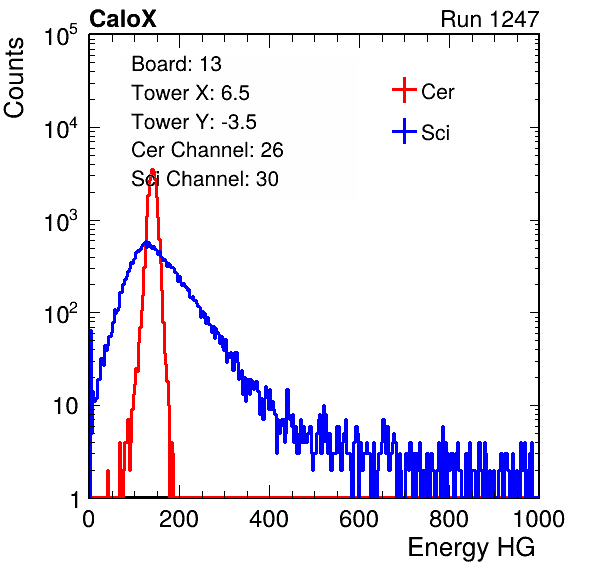 CaloX Run 1247
Counts
Board: 13
Tower X: 6.5
Tower Y: -3.5
Cer Channel: 26
Sci Channel: 30
Cer
Sci
10^5
10^4
10^3
10^2
10
1
0 200 400 600 800 1000
Energy HG